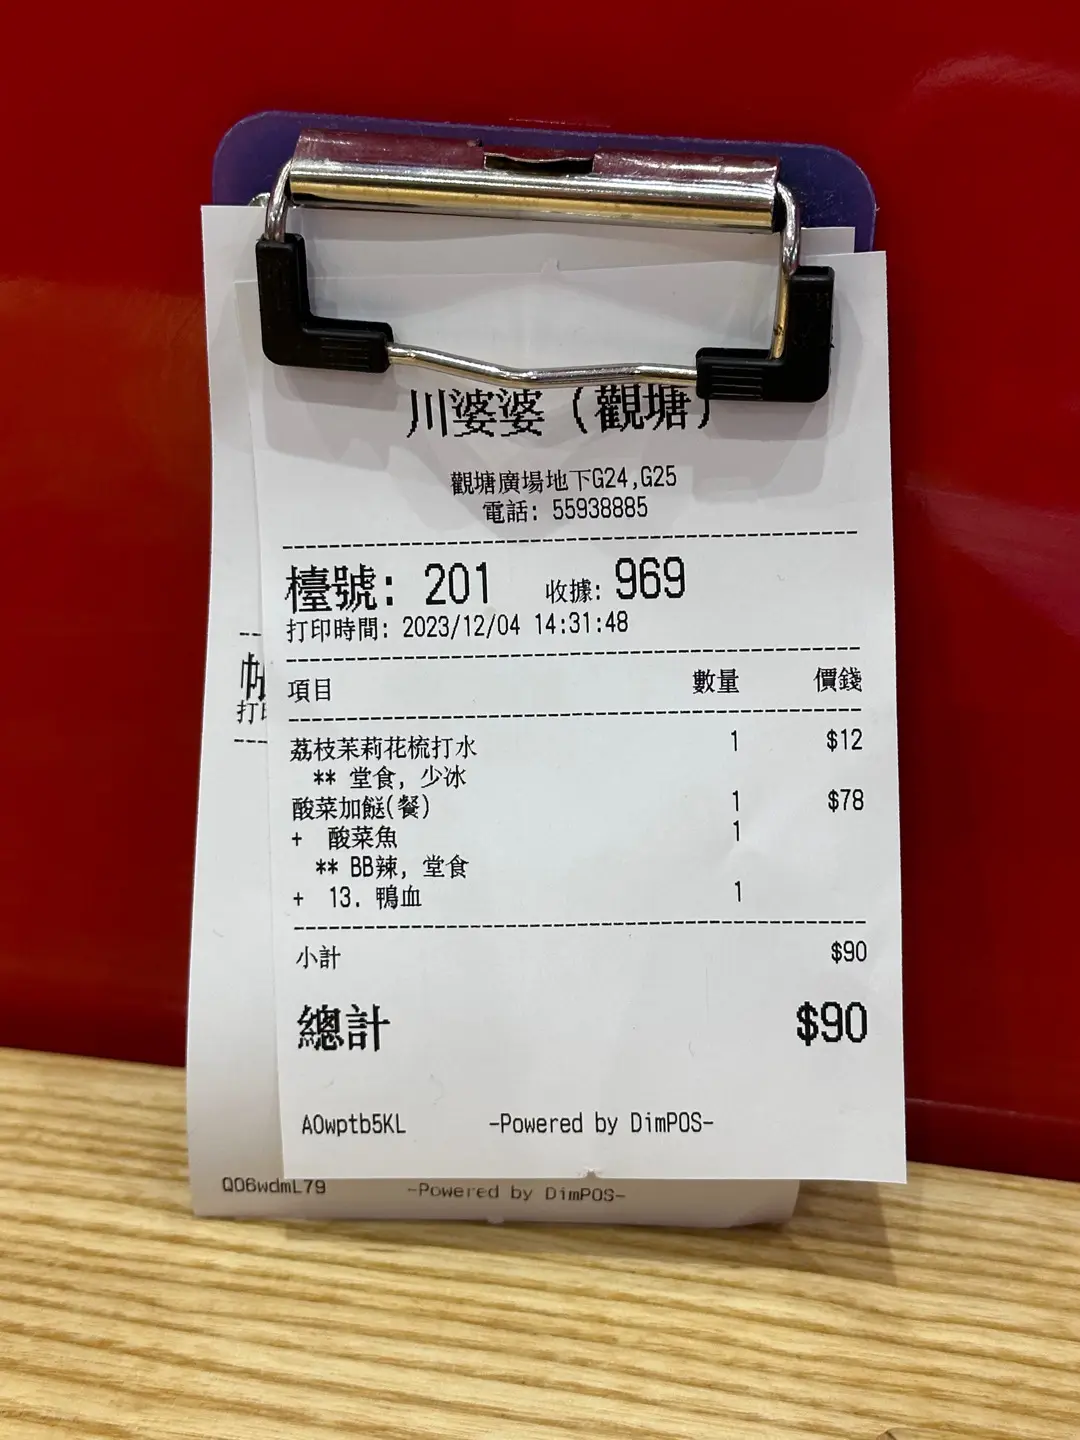 川婆婆 (觀塘)
觀塘廣場地下G24,G25
電話: 55938885
檯號: 201 收據: 969
打印時間: 2023/12/04 14:31:48
項目 數量 價錢
荔枝茉莉花梳打水 1 $12
** 堂食, 少冰
酸菜加餸(餐) 1 $78
+ 酸菜魚 1
** BB辣, 堂食
+ 13. 鴨血 1
小計 $90
總計 $90
AOwptb5KL -Powered by DimPOS-
打
QO6wdmL79 -Powered by DimPOS-